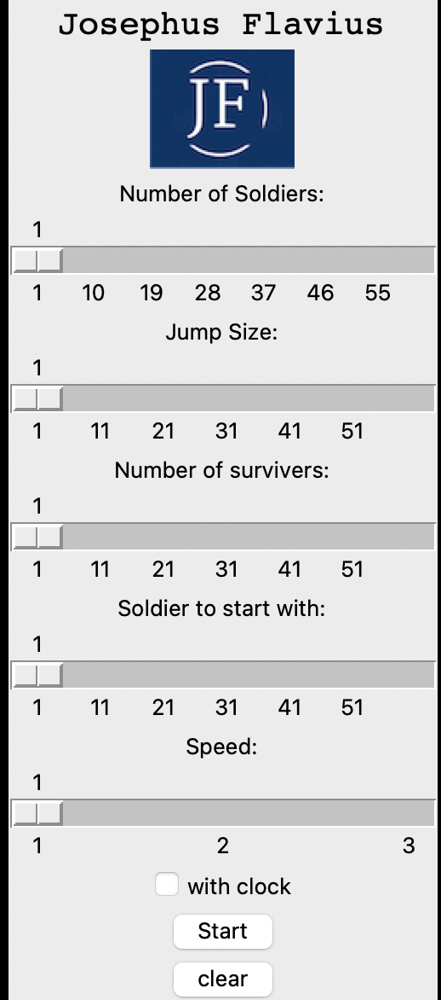 Josephus Flavius
JF
Number of Soldiers:
1
1 10 19 28 37 46 55
Jump Size:
1
1 11 21 31 41 51
Number of survivers:
1
1 11 21 31 41 51
Soldier to start with:
1
1 11 21 31 41 51
Speed:
1
1 2 3
with clock
Start
clear